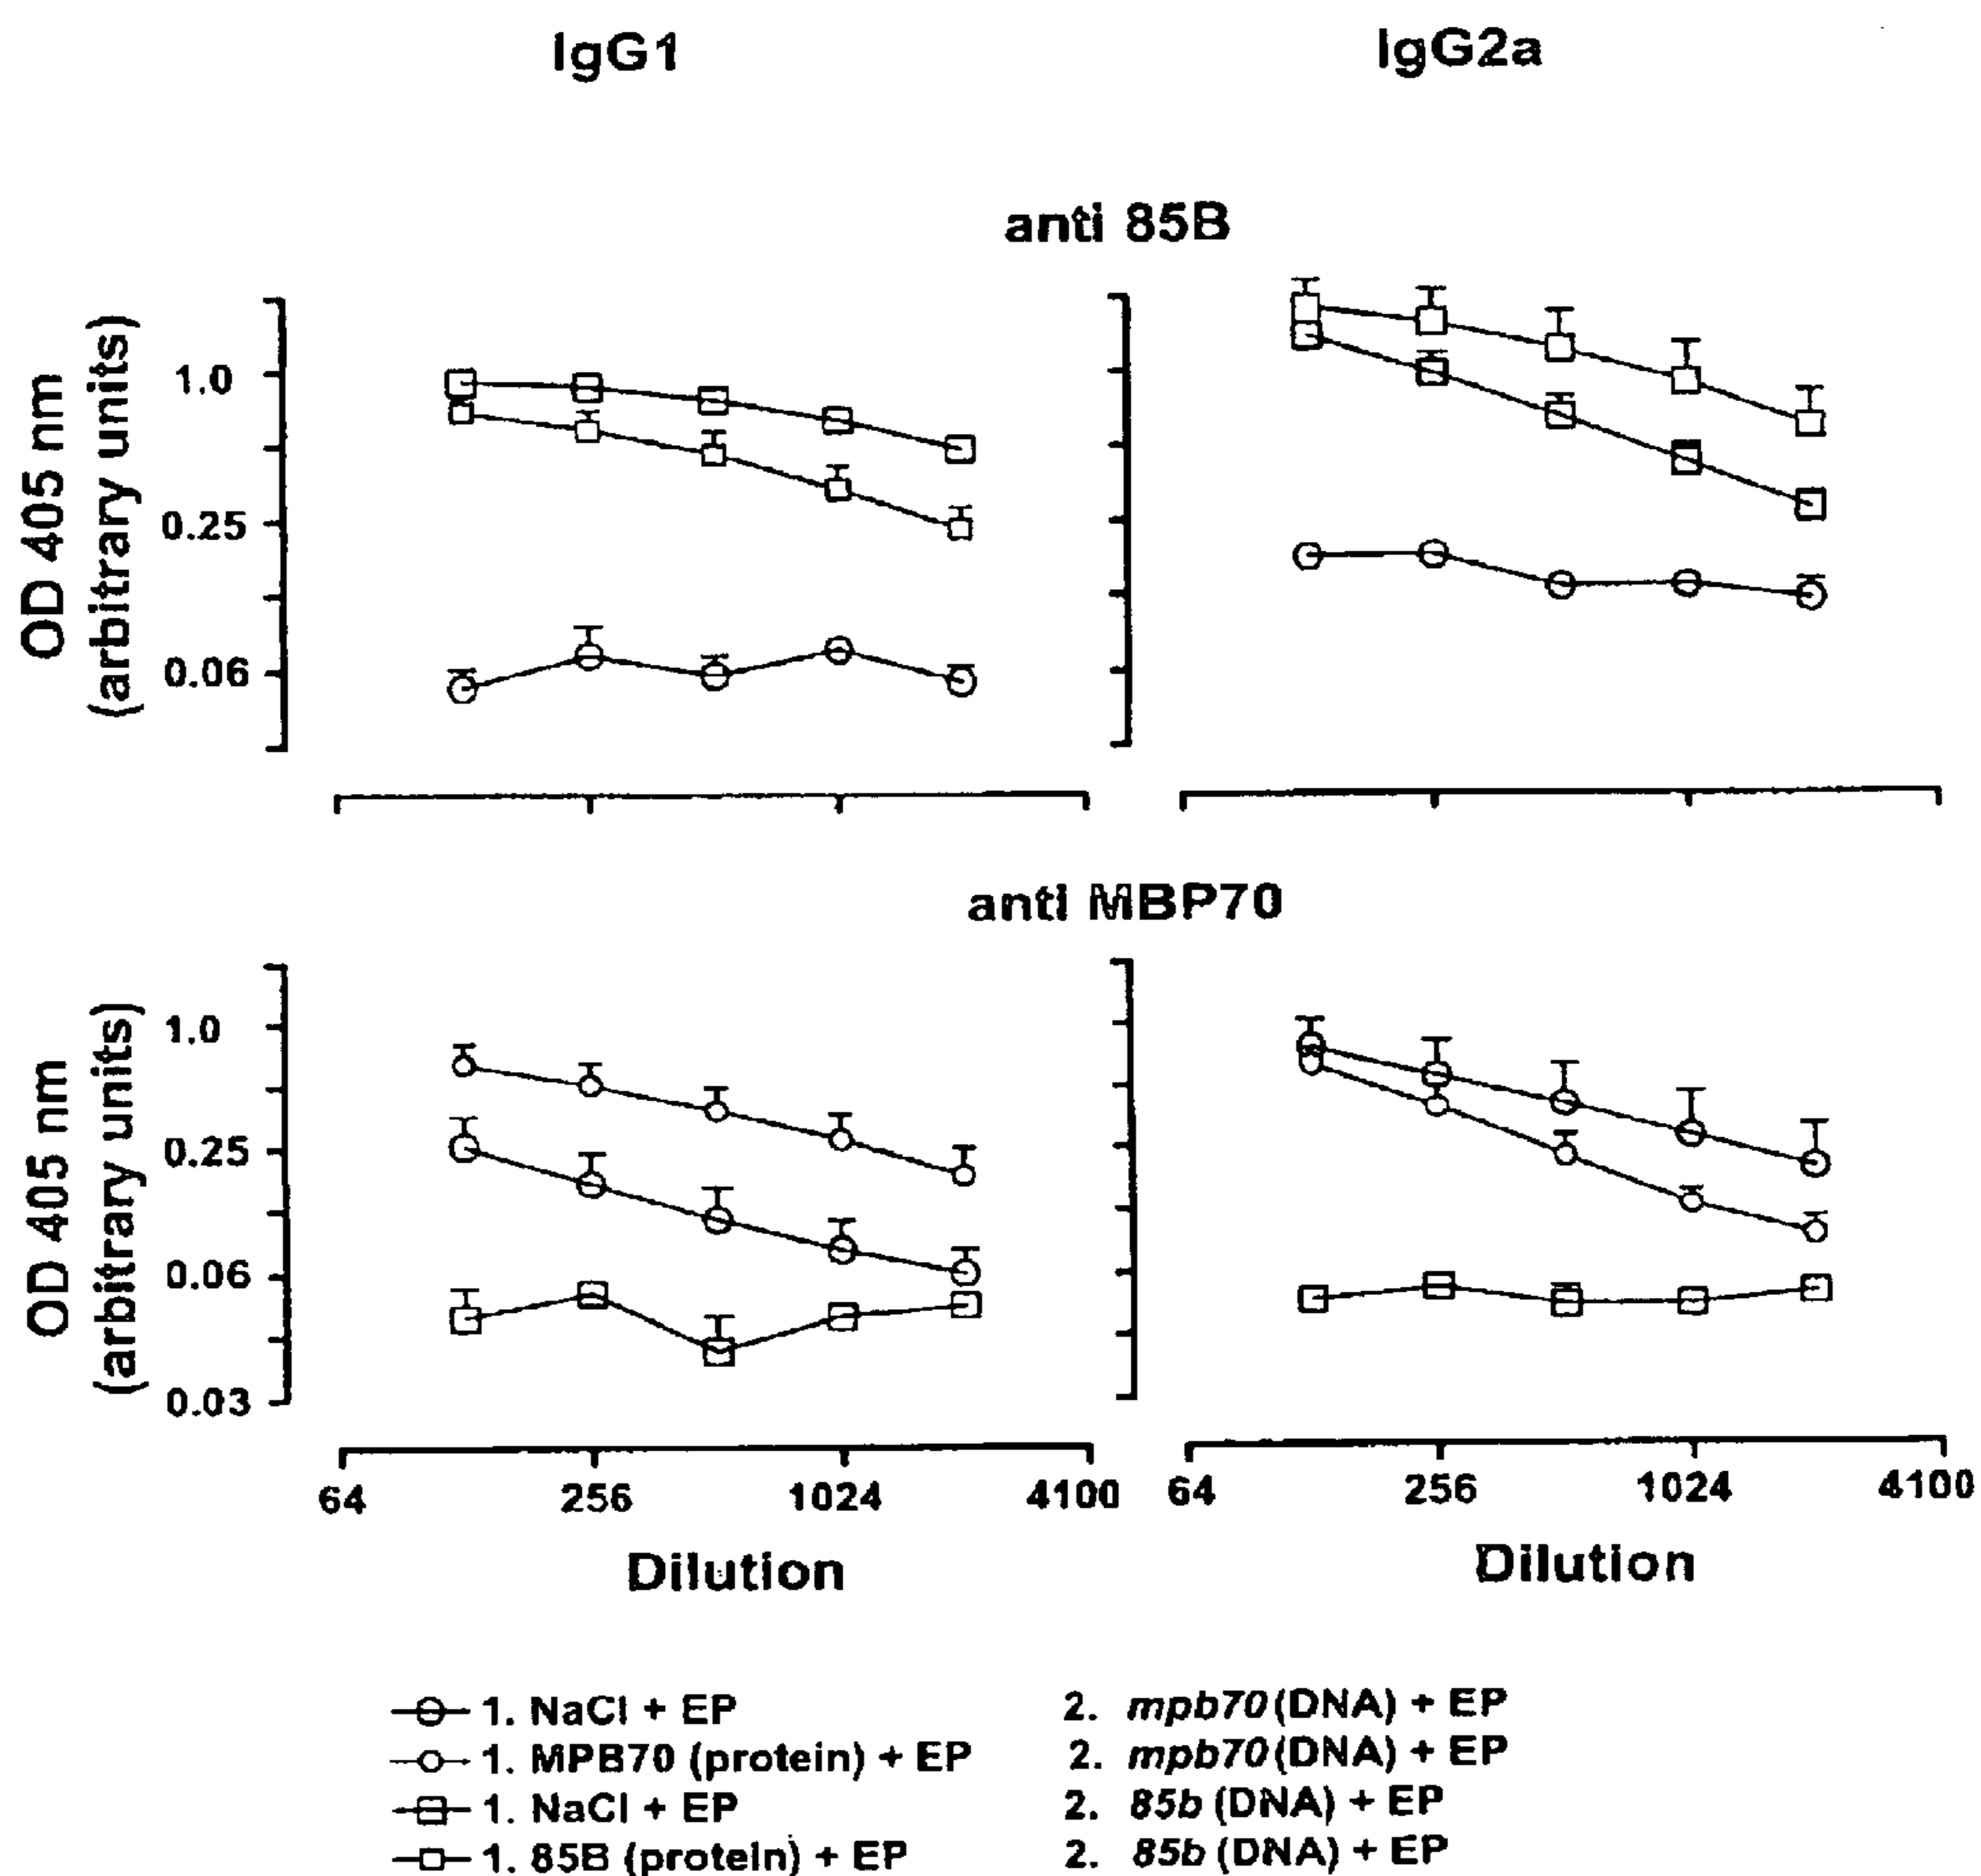 IgG1 IgG2a
anti 85B
OD 405 nm
(arbitrary units)
1.0
0.25
0.06
anti MBP70
OD 405 nm
(arbitrary units)
1.0
0.25
0.06
0.03
64 256 1024 4100 64 256 1024 4100
Dilution Dilution
1. NaCl + EP 2. mpb70 (DNA) + EP
1. MPB70 (protein) + EP 2. mpb70 (DNA) + EP
1. NaCl + EP 2. 85b (DNA) + EP
1. 85B (protein) + EP 2. 85b (DNA) + EP